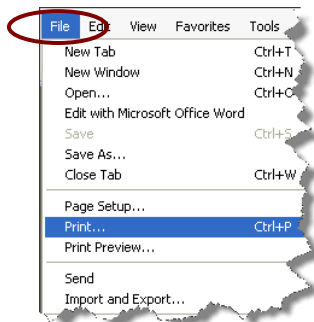 File Edit View Favorites Tools
New Tab Ctrl+T
New Window Ctrl+N
Open... Ctrl+O
Edit with Microsoft Office Word
Save Ctrl+S
Save As...
Close Tab Ctrl+W
Page Setup...
Print... Ctrl+P
Print Preview...
Send
Import and Export...